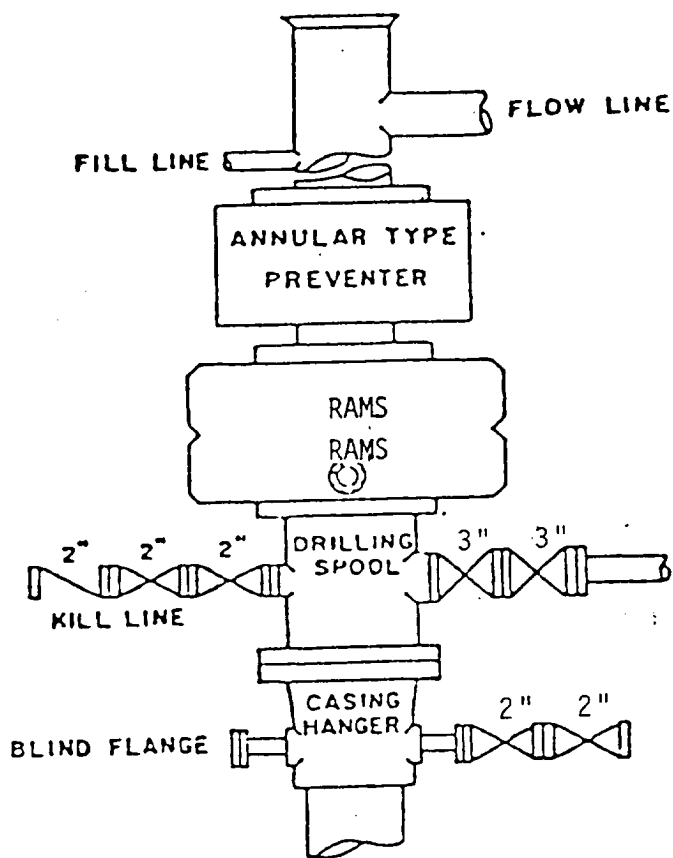 FLOW LINE
FILL LINE
ANNULAR TYPE
PREVENTER
RAMS
RAMS
2" 2" 2"
DRILLING
SPOOL
3" 3"
KILL LINE
CASING
HANGER
2" 2"
BLIND FLANGE